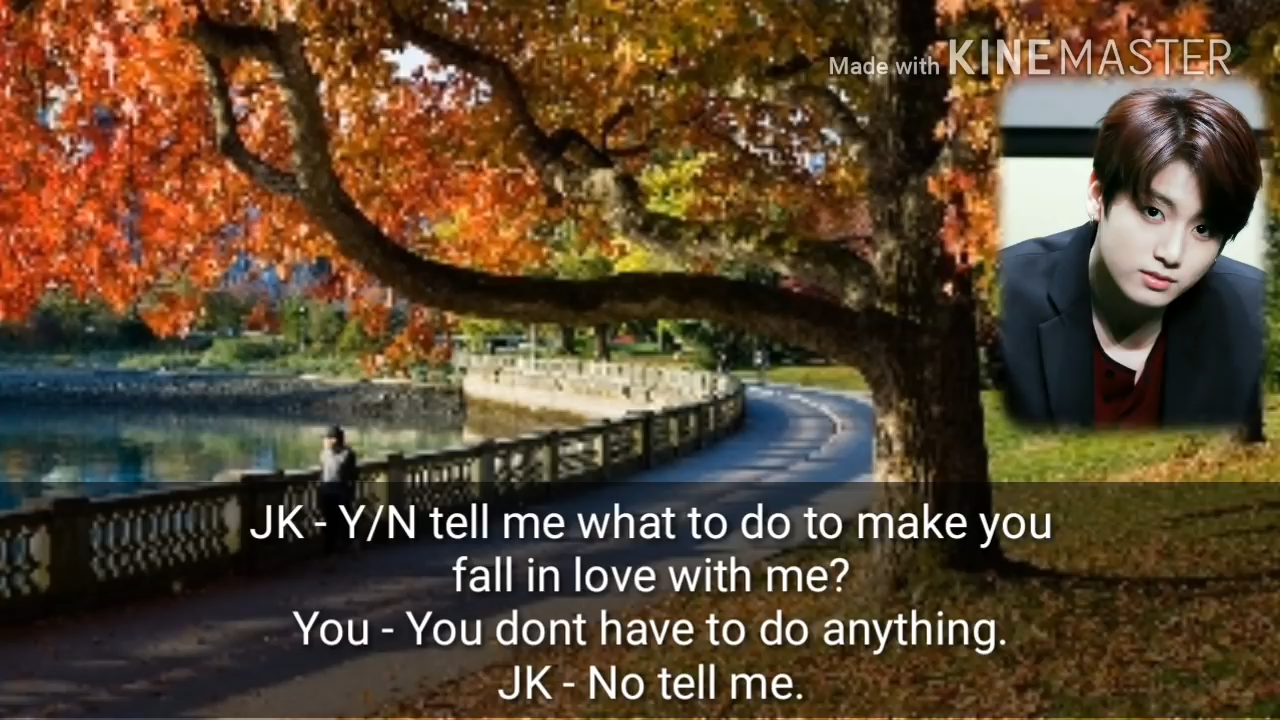 Made with KINEMASTER
JK - Y/N tell me what to do to make you
fall in love with me?
You - You dont have to do anything.
JK - No tell me.